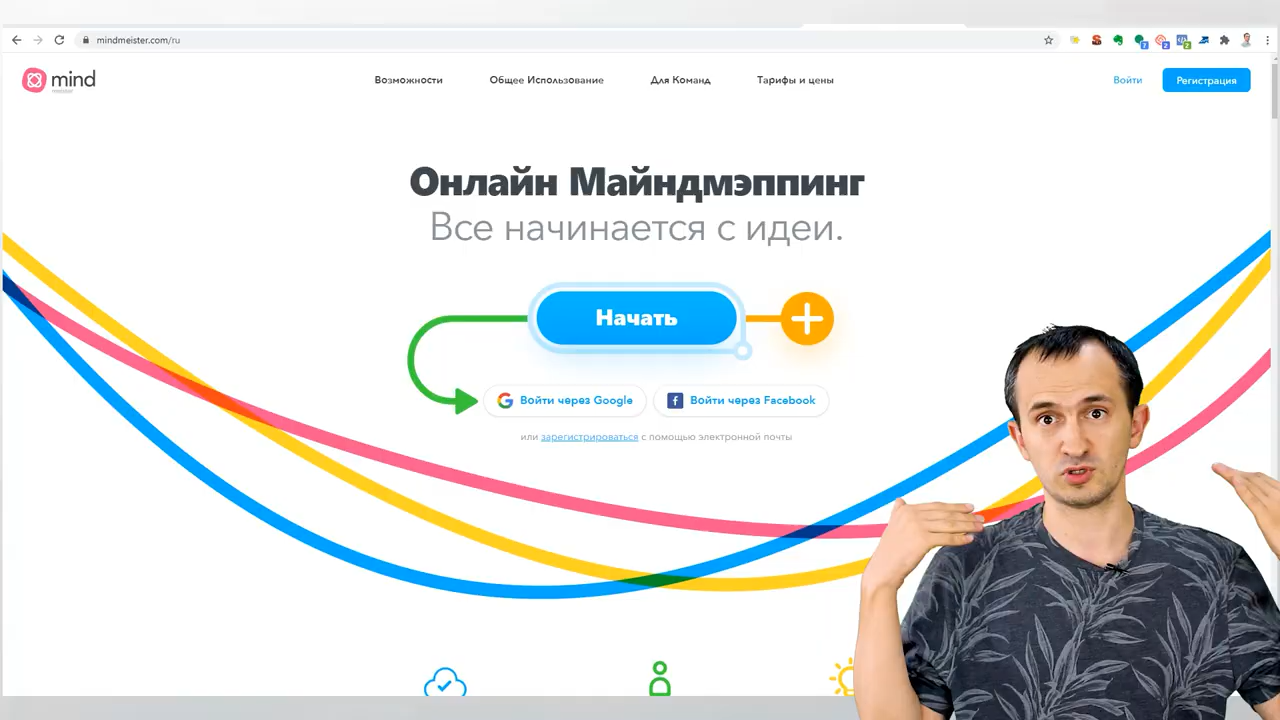 mindmeister.com/ru
mind
meister
Возможности
Общее Использование
Для Команд
Тарифы и цены
Войти
Регистрация
Онлайн Майндмэппинг
Все начинается с идеи.
Начать
Войти через Google
Войти через Facebook
или зарегистрироваться с помощью электронной почты